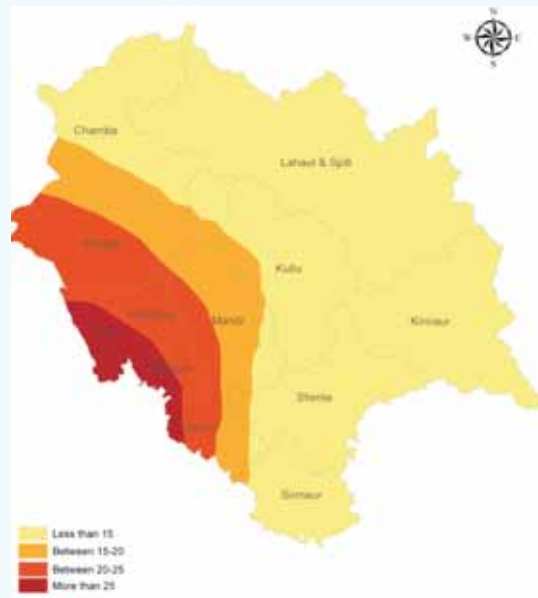 N
W E
S
Chamba
Lahaul & Spiti
Kangra
Kullu
Mandi
Kinnaur
Shimla
Sirmaur
Less than 15
Between 15-20
Between 20-25
More than 25